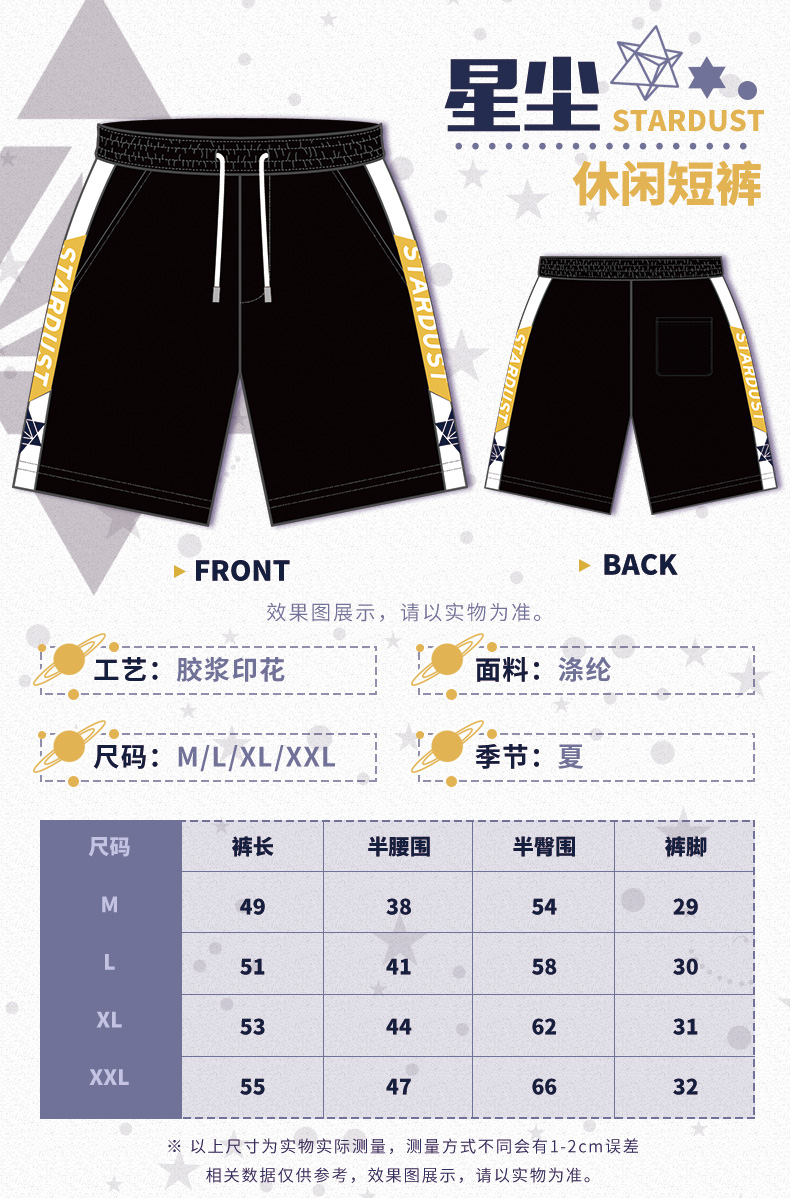 星尘
STARDUST
休闲短裤
STARDUST
STARDUST
STARDUST
STARDUST
FRONT
BACK
效果图展示，请以实物为准。
工艺：胶浆印花
面料：涤纶
尺码：M/L/XL/XXL
季节：夏
尺码 裤长 半腰围 半臀围 裤脚
M 49 38 54 29
L 51 41 58 30
XL 53 44 62 31
XXL 55 47 66 32
※ 以上尺寸为实物实际测量，测量方式不同会有1-2cm误差
相关数据仅供参考，效果图展示，请以实物为准。